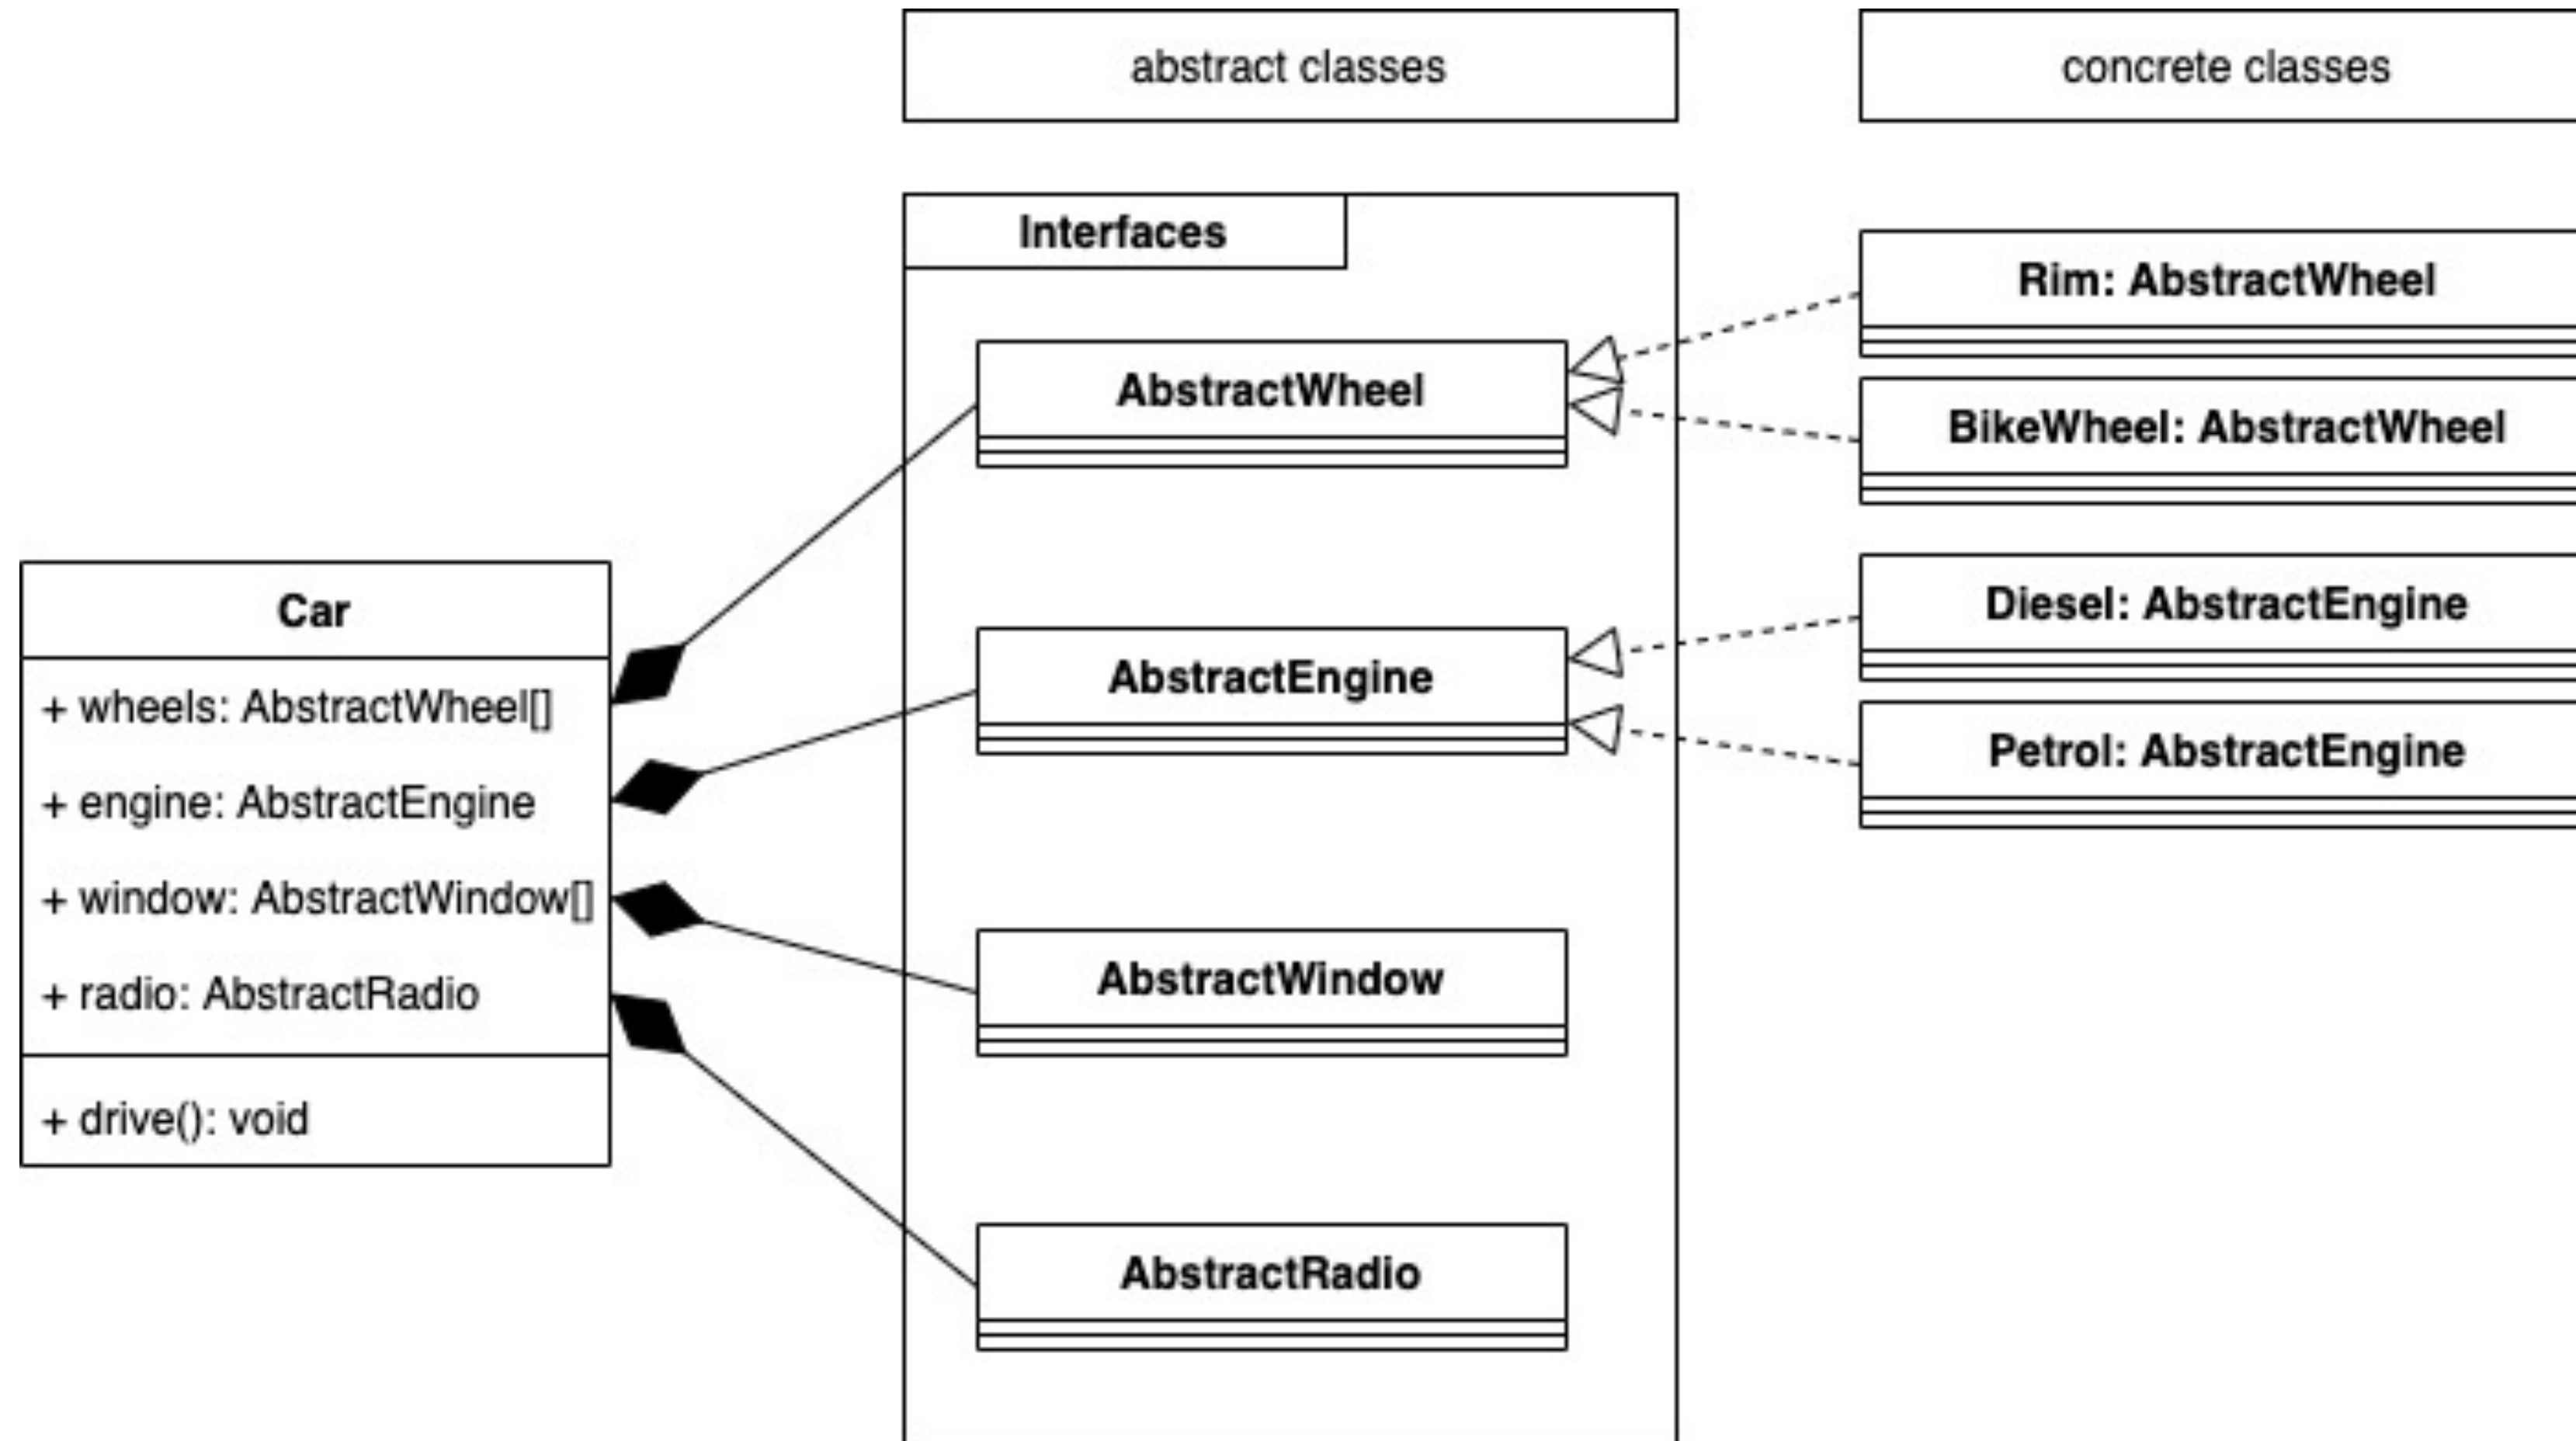 abstract classes
concrete classes
Interfaces
AbstractWheel
AbstractEngine
AbstractWindow
AbstractRadio
Rim: AbstractWheel
BikeWheel: AbstractWheel
Diesel: AbstractEngine
Petrol: AbstractEngine
Car
+ wheels: AbstractWheel[]
+ engine: AbstractEngine
+ window: AbstractWindow[]
+ radio: AbstractRadio
+ drive(): void